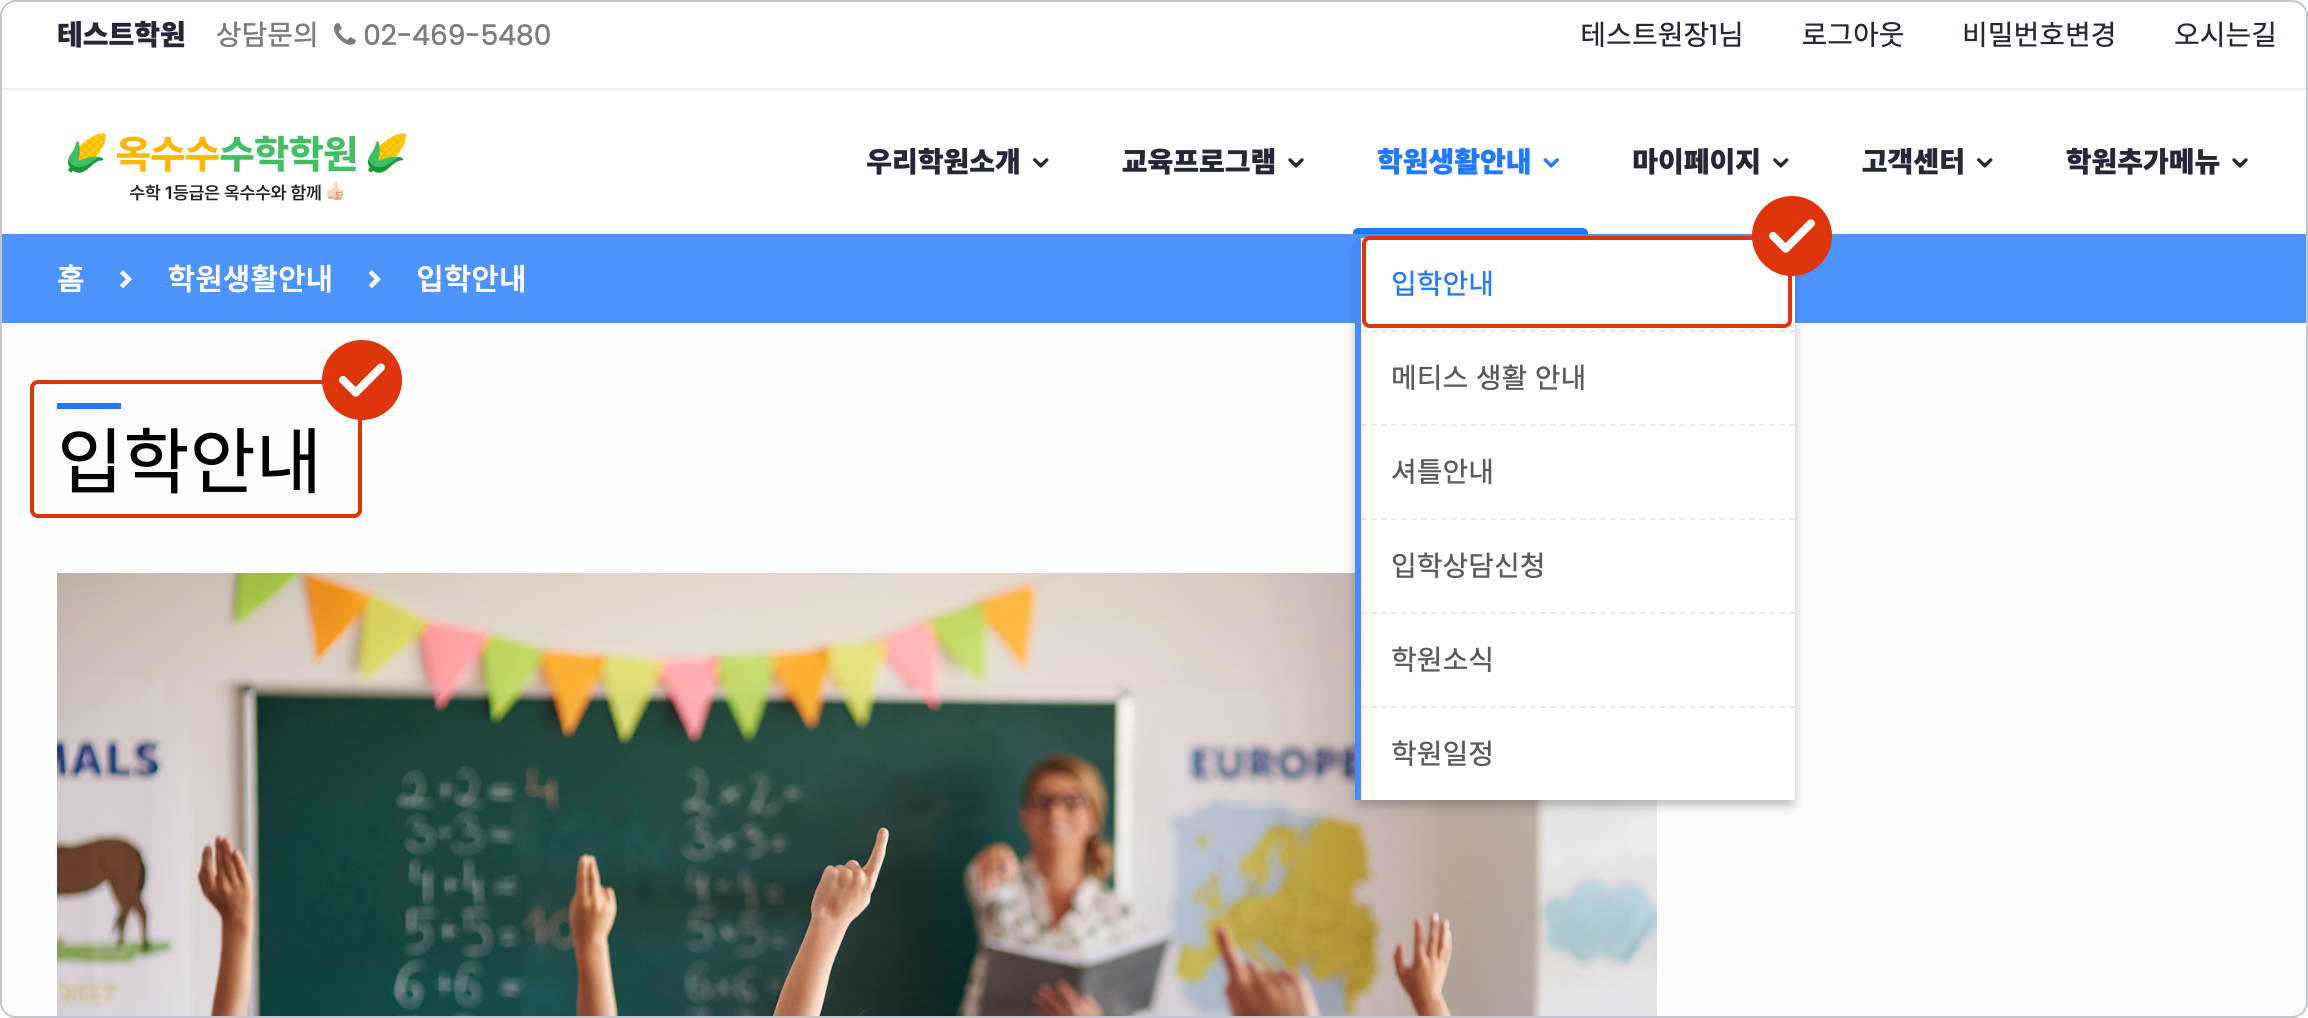 테스트학원 상담문의 02-469-5480 테스트원장1님 로그아웃 비밀번호변경 오시는길
옥수수수학학원
수학 1등급은 옥수수와 함께
우리학원소개 교육프로그램 학원생활안내 마이페이지 고객센터 학원추가메뉴
홈 학원생활안내 입학안내
입학안내
메티스 생활 안내
셔틀안내
입학상담신청
학원소식
학원일정
입학안내
MALS
EUROPE
2+2=4 2×2=
3+3= 3×3=
4+4= 4×4=
5+5=10 5×5=
6+6= 6×6=
SHEEP